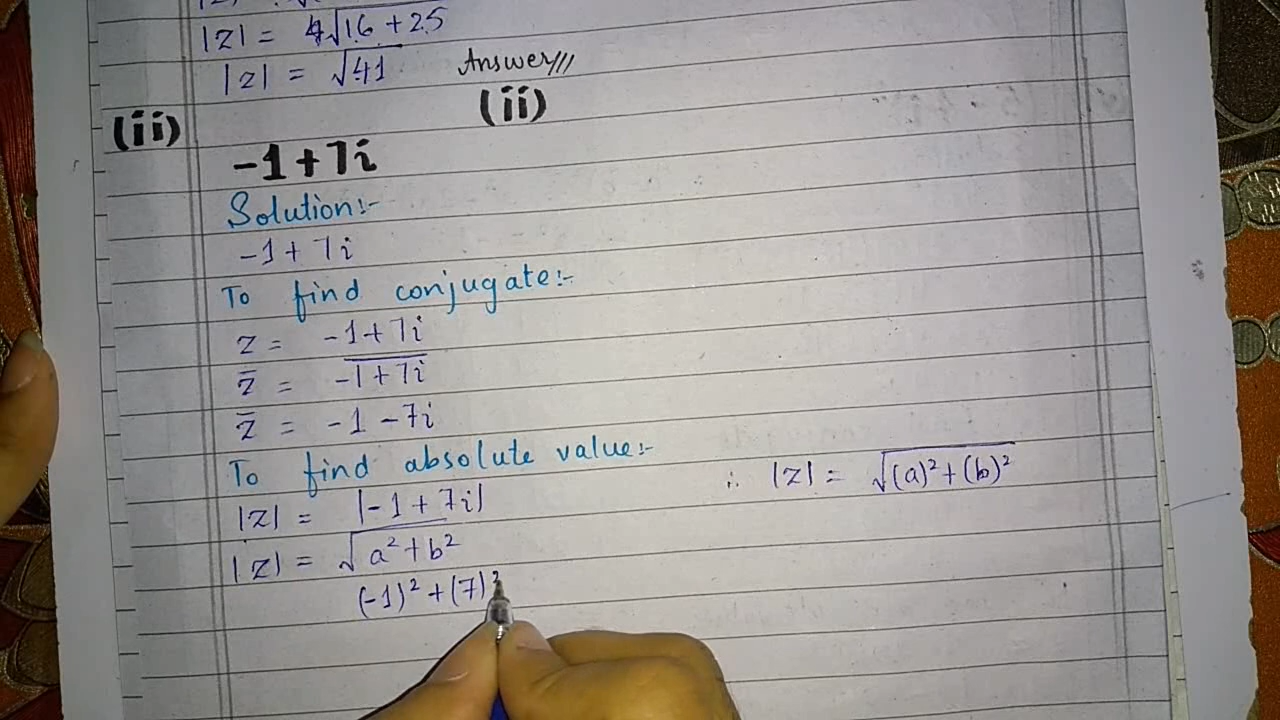 |z| = 4√16 + 25
|z| = √41 Answer///
(ii)
(ii)
-1+7i
Solution:-
-1 + 7i
To find conjugate:-
z = -1 + 7i
z̅ = \overline{-1 + 7i}
z̅ = -1 - 7i
To find absolute value:-
∴ |z| = √(a)² + (b)²
|z| = |-1 + 7i|
|z| = √a² + b²
(-1)² + (7)²